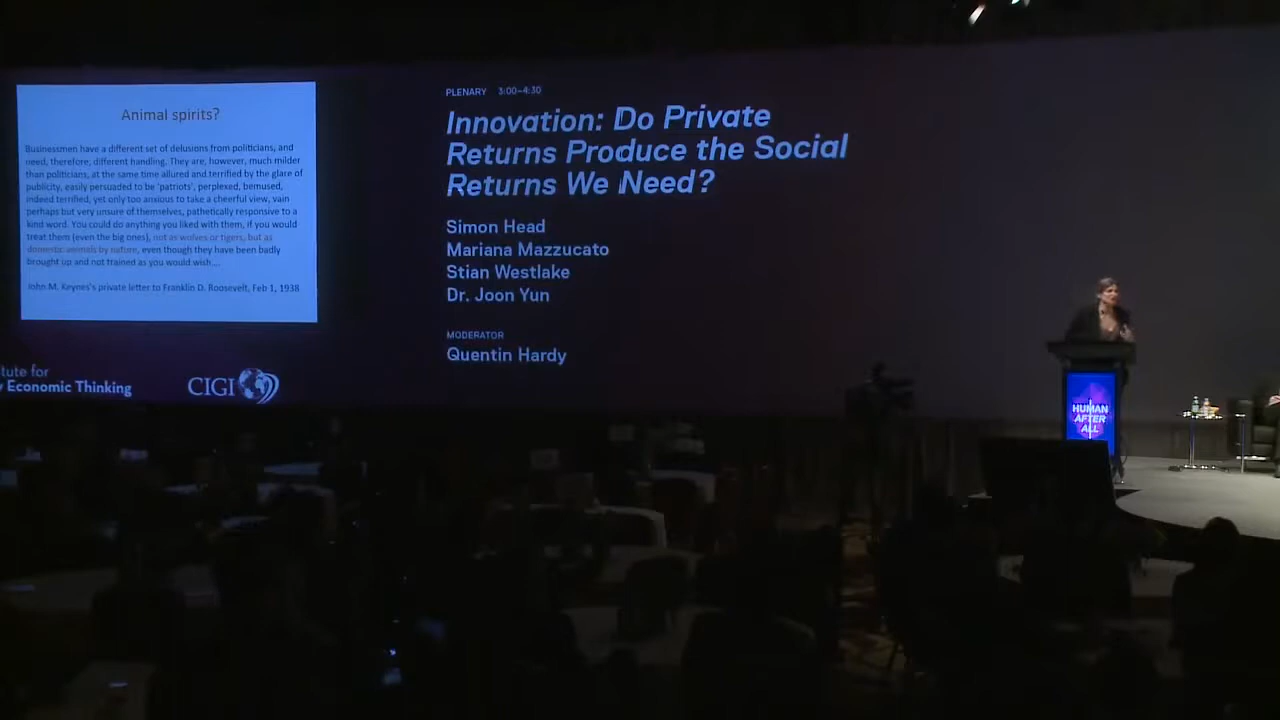 Animal spirits?
Businessmen have a different set of delusions from politicians, and
need, therefore, different handling. They are, however, much milder
than politicians, at the same time allured and terrified by the glare of
publicity, easily persuaded to be 'patriots', perplexed, bemused,
indeed terrified, yet only too anxious to take a cheerful view, vain
perhaps but very unsure of themselves, pathetically responsive to a
kind word. You could do anything you liked with them, if you would
treat them (even the big ones), not as wolves or tigers, but as
domestic animals by nature, even though they have been badly
brought up and not trained as you would wish...
John M. Keynes's private letter to Franklin D. Roosevelt, Feb 1, 1938
tute for
Economic Thinking
CIGI
PLENARY 3:00–4:30
Innovation: Do Private
Returns Produce the Social
Returns We Need?
Simon Head
Mariana Mazzucato
Stian Westlake
Dr. Joon Yun
MODERATOR
Quentin Hardy
HUMAN
AFTER
ALL